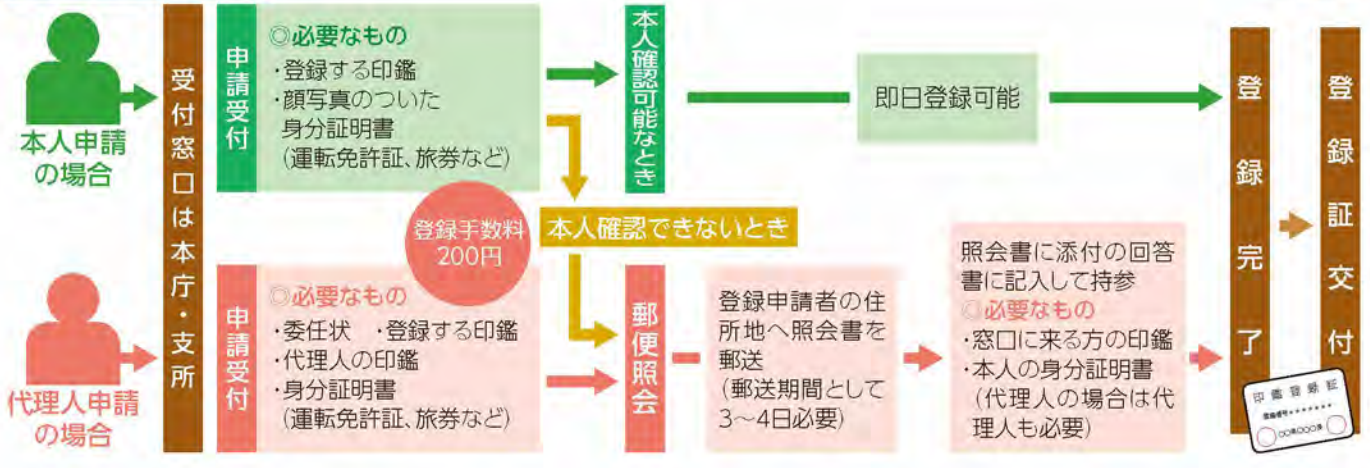 本人申請
の場合
受付窓口は本庁・支所
申請受付
◎必要なもの
・登録する印鑑
・顔写真のついた
身分証明書
(運転免許証、旅券など)
本人確認可能なとき
即日登録可能
登録手数料
200円
本人確認できないとき
代理人申請
の場合
申請受付
◎必要なもの
・委任状 ・登録する印鑑
・代理人の印鑑
・身分証明書
(運転免許証、旅券など)
郵便照会
登録申請者の住
所地へ照会書を
郵送
(郵送期間として
3〜4日必要)
照会書に添付の回答
書に記入して持参
◎必要なもの
・窓口に来る方の印鑑
・本人の身分証明書
(代理人の場合は代
理人も必要)
登録完了
登録証交付
印鑑登録証